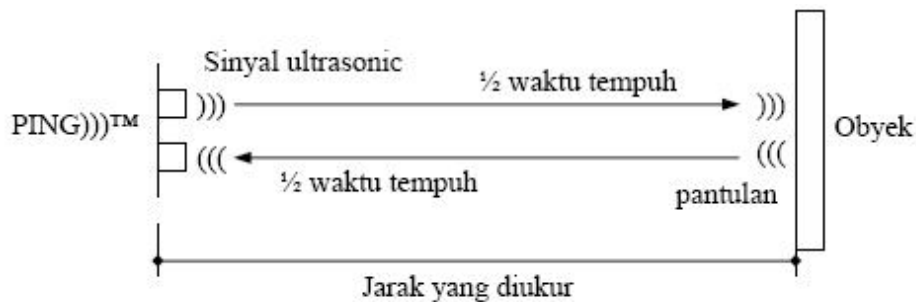 Sinyal ultrasonic
½ waktu tempuh
PING)))™
)))
)))
Obyek
(((
(((
½ waktu tempuh
pantulan
Jarak yang diukur